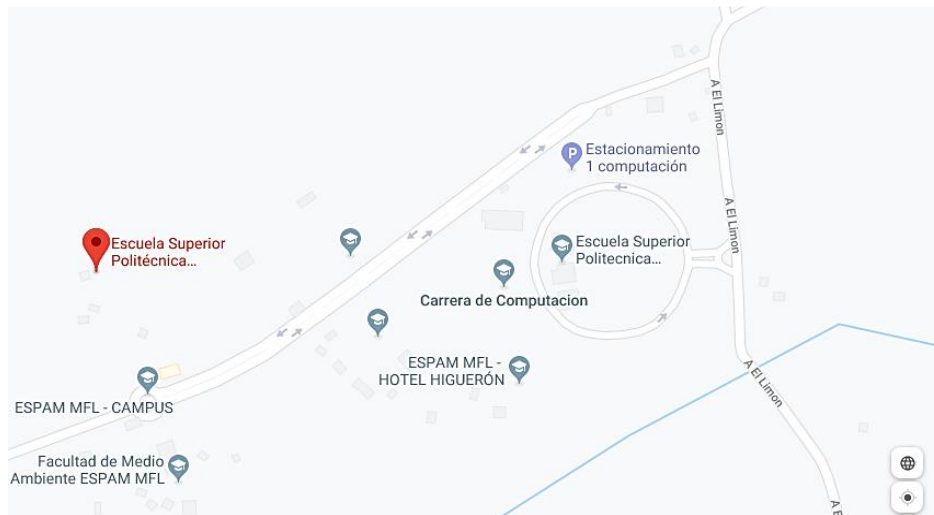 A El Limon
P
Estacionamiento
1 computación
Escuela Superior
Politécnica...
A El Limon
Escuela Superior
Politecnica...
Carrera de Computacion
ESPAM MFL -
HOTEL HIGUERÓN
A El Limon
ESPAM MFL - CAMPUS
Facultad de Medio
Ambiente ESPAM MFL